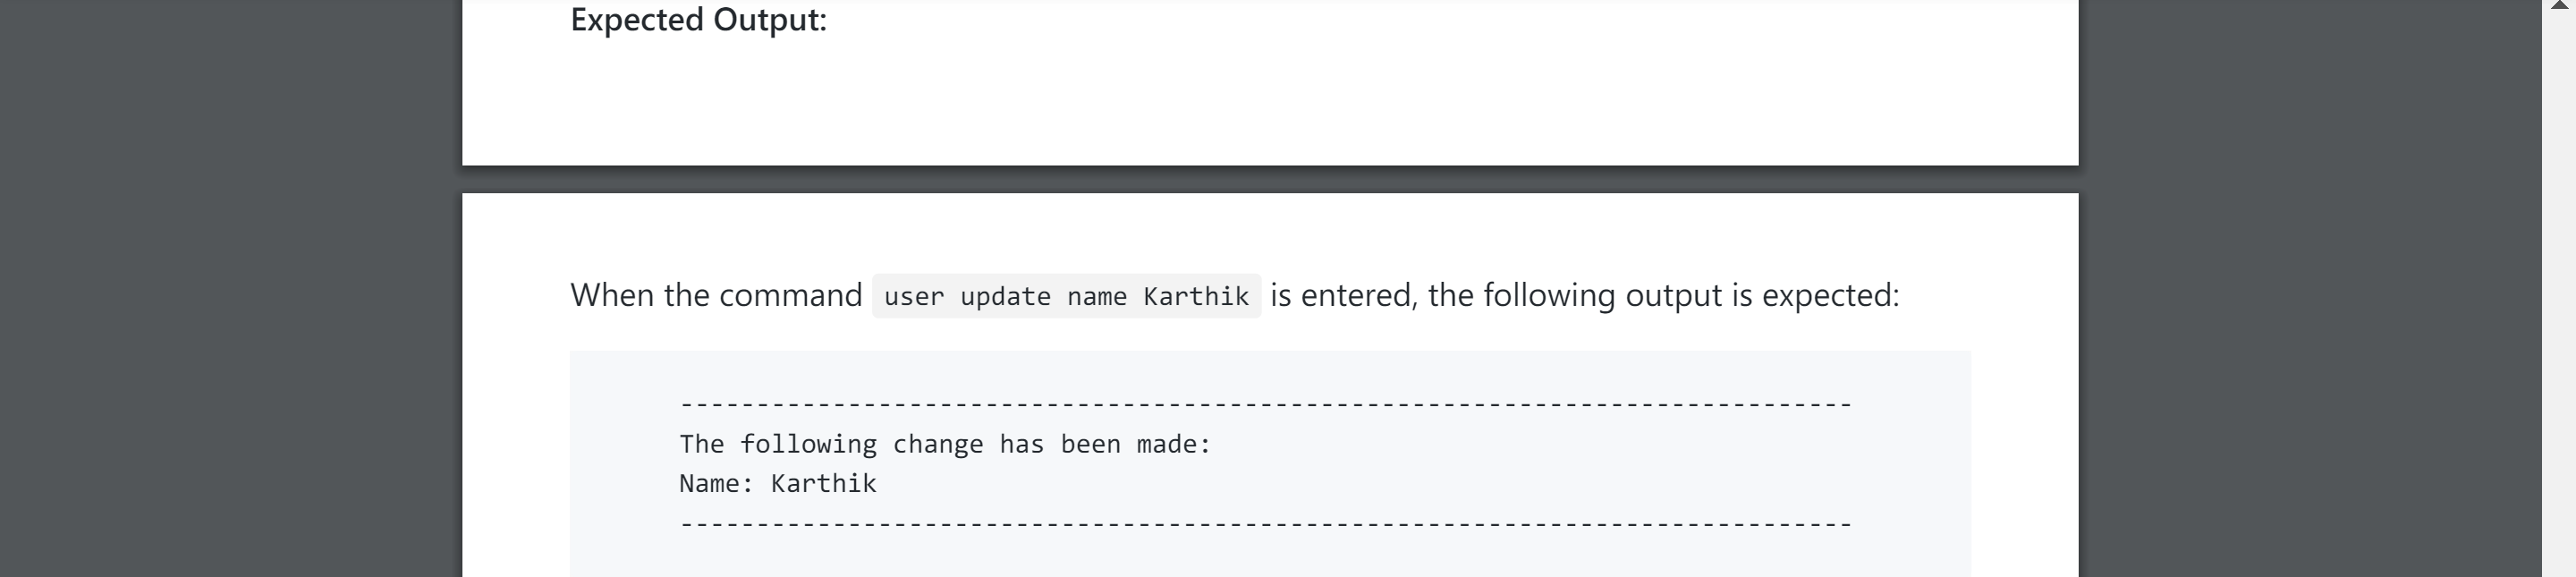 Expected Output:
When the command user update name Karthik is entered, the following output is expected:
-----------------------------------------------------------------------------
The following change has been made:
Name: Karthik
-----------------------------------------------------------------------------